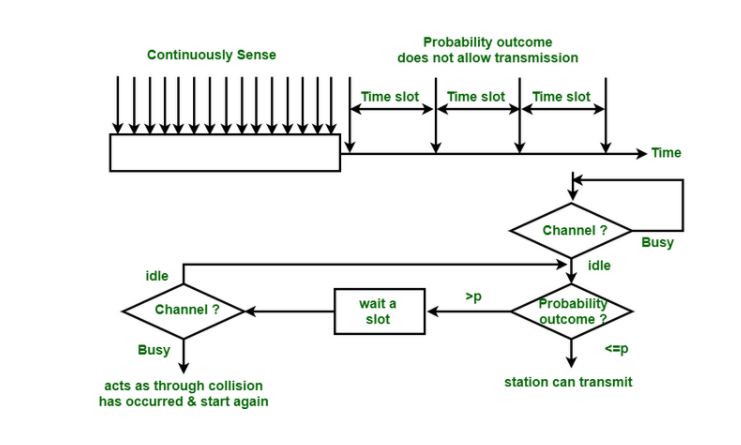 Continuously Sense
Probability outcome
does not allow transmission
Time slot
Time slot
Time slot
Time
Channel ?
Busy
idle
idle
Channel ?
wait a
slot
>p
Probability
outcome ?
Busy
<=p
acts as through collision
has occurred & start again
station can transmit